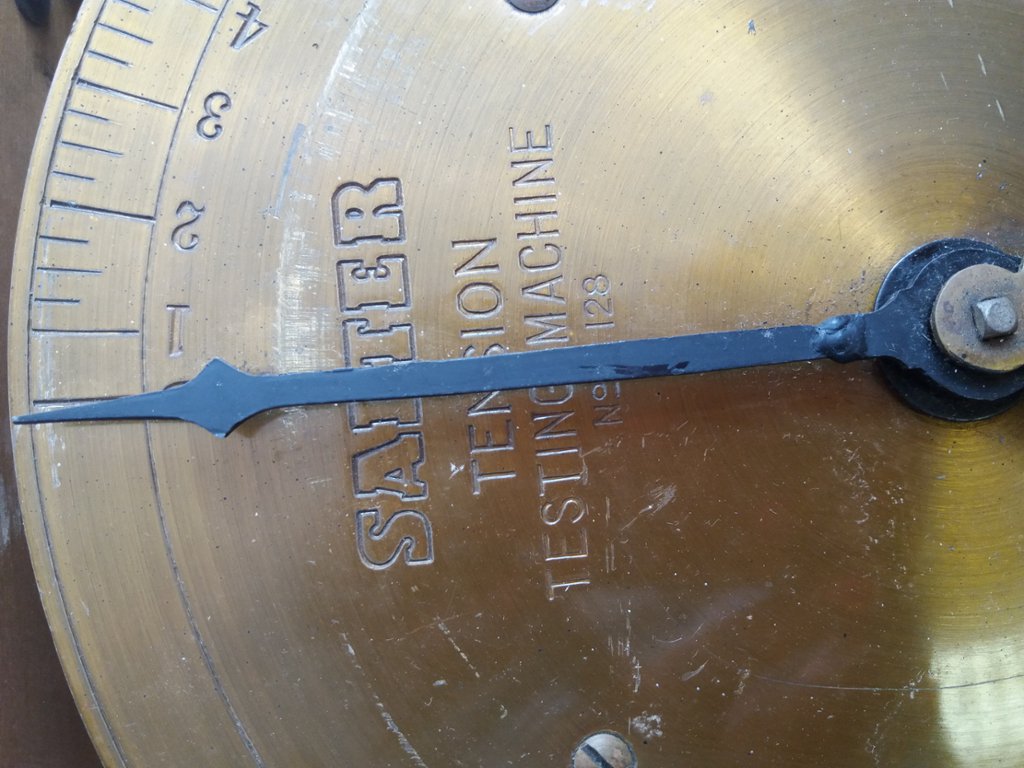 1 2 3 4
SALTER
TENSION
TESTING MACHINE
Nº 128